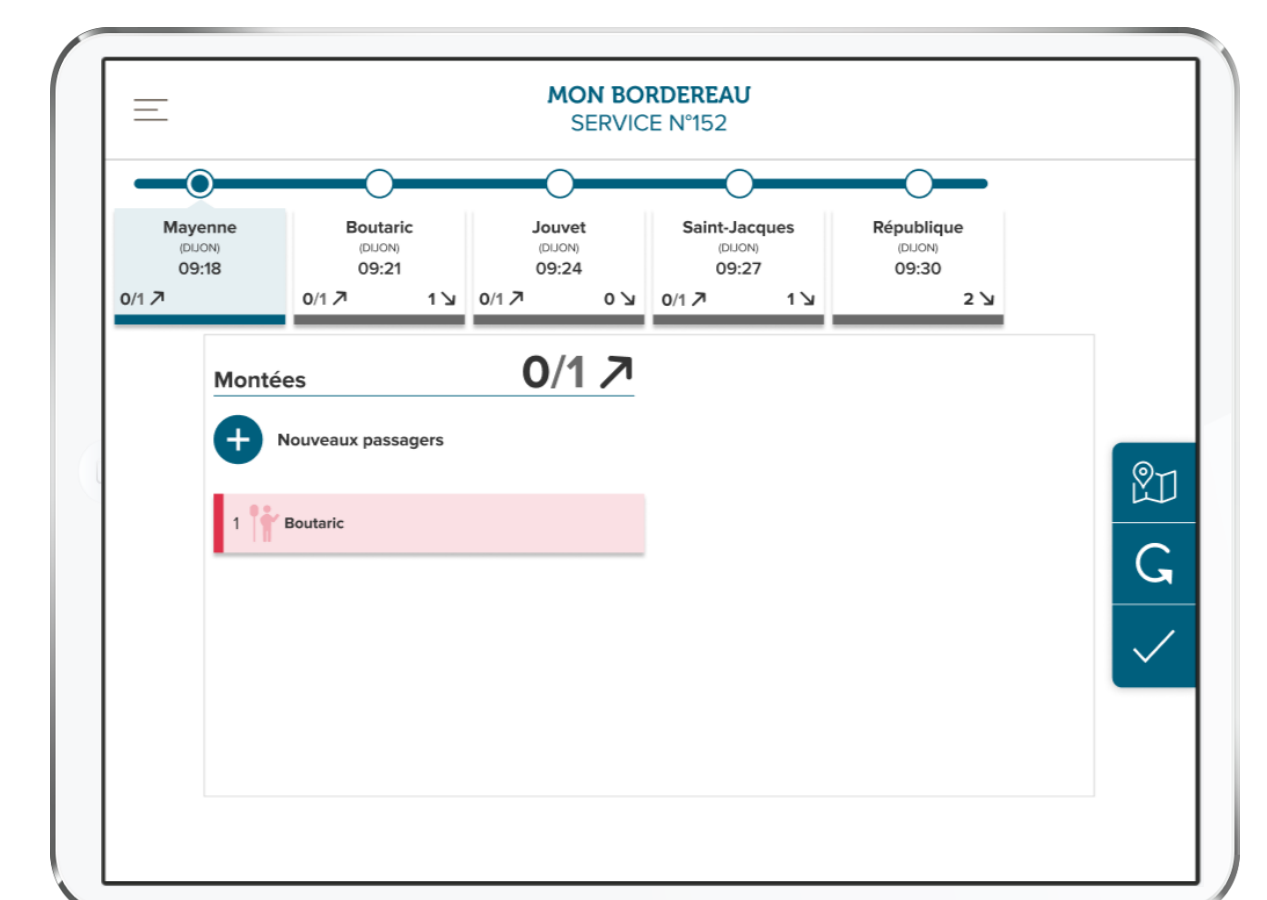 MON BORDEREAU
SERVICE N°152
Mayenne
(DIJON)
09:18
0/1
Boutaric
(DIJON)
09:21
0/1 1
Jouvet
(DIJON)
09:24
0/1 0
Saint-Jacques
(DIJON)
09:27
0/1 1
République
(DIJON)
09:30
2
Montées 0/1
Nouveaux passagers
1 Boutaric